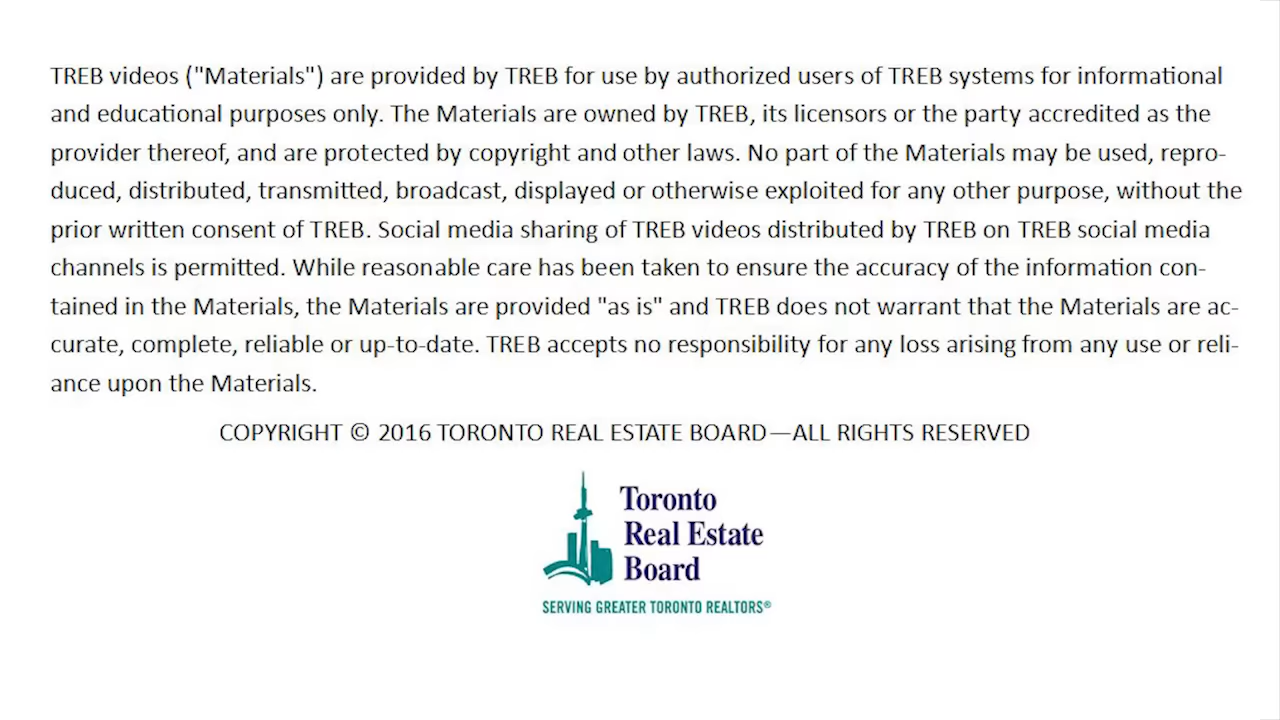 TREB videos ("Materials") are provided by TREB for use by authorized users of TREB systems for informational
and educational purposes only. The Materials are owned by TREB, its licensors or the party accredited as the
provider thereof, and are protected by copyright and other laws. No part of the Materials may be used, repro-
duced, distributed, transmitted, broadcast, displayed or otherwise exploited for any other purpose, without the
prior written consent of TREB. Social media sharing of TREB videos distributed by TREB on TREB social media
channels is permitted. While reasonable care has been taken to ensure the accuracy of the information con-
tained in the Materials, the Materials are provided "as is" and TREB does not warrant that the Materials are ac-
curate, complete, reliable or up-to-date. TREB accepts no responsibility for any loss arising from any use or reli-
ance upon the Materials.
COPYRIGHT © 2016 TORONTO REAL ESTATE BOARD—ALL RIGHTS RESERVED
Toronto
Real Estate
Board
SERVING GREATER TORONTO REALTORS®